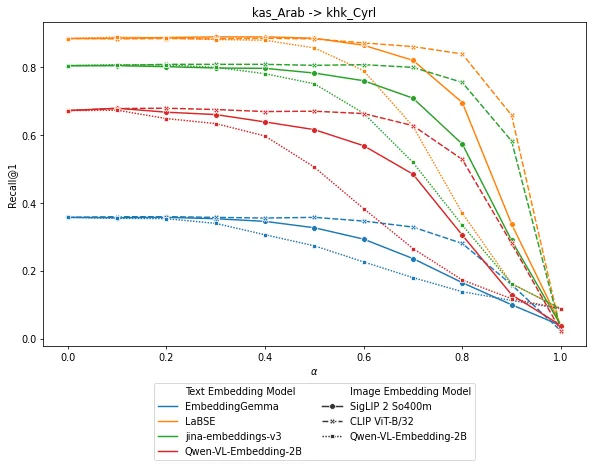 kas_Arab -> khk_Cyrl
Recall@1
0.8
0.6
0.4
0.2
0.0
0.0 0.2 0.4 0.6 0.8 1.0
α
Text Embedding Model Image Embedding Model
EmbeddingGemma SigLIP 2 So400m
LaBSE CLIP ViT-B/32
jina-embeddings-v3 Qwen-VL-Embedding-2B
Qwen-VL-Embedding-2B